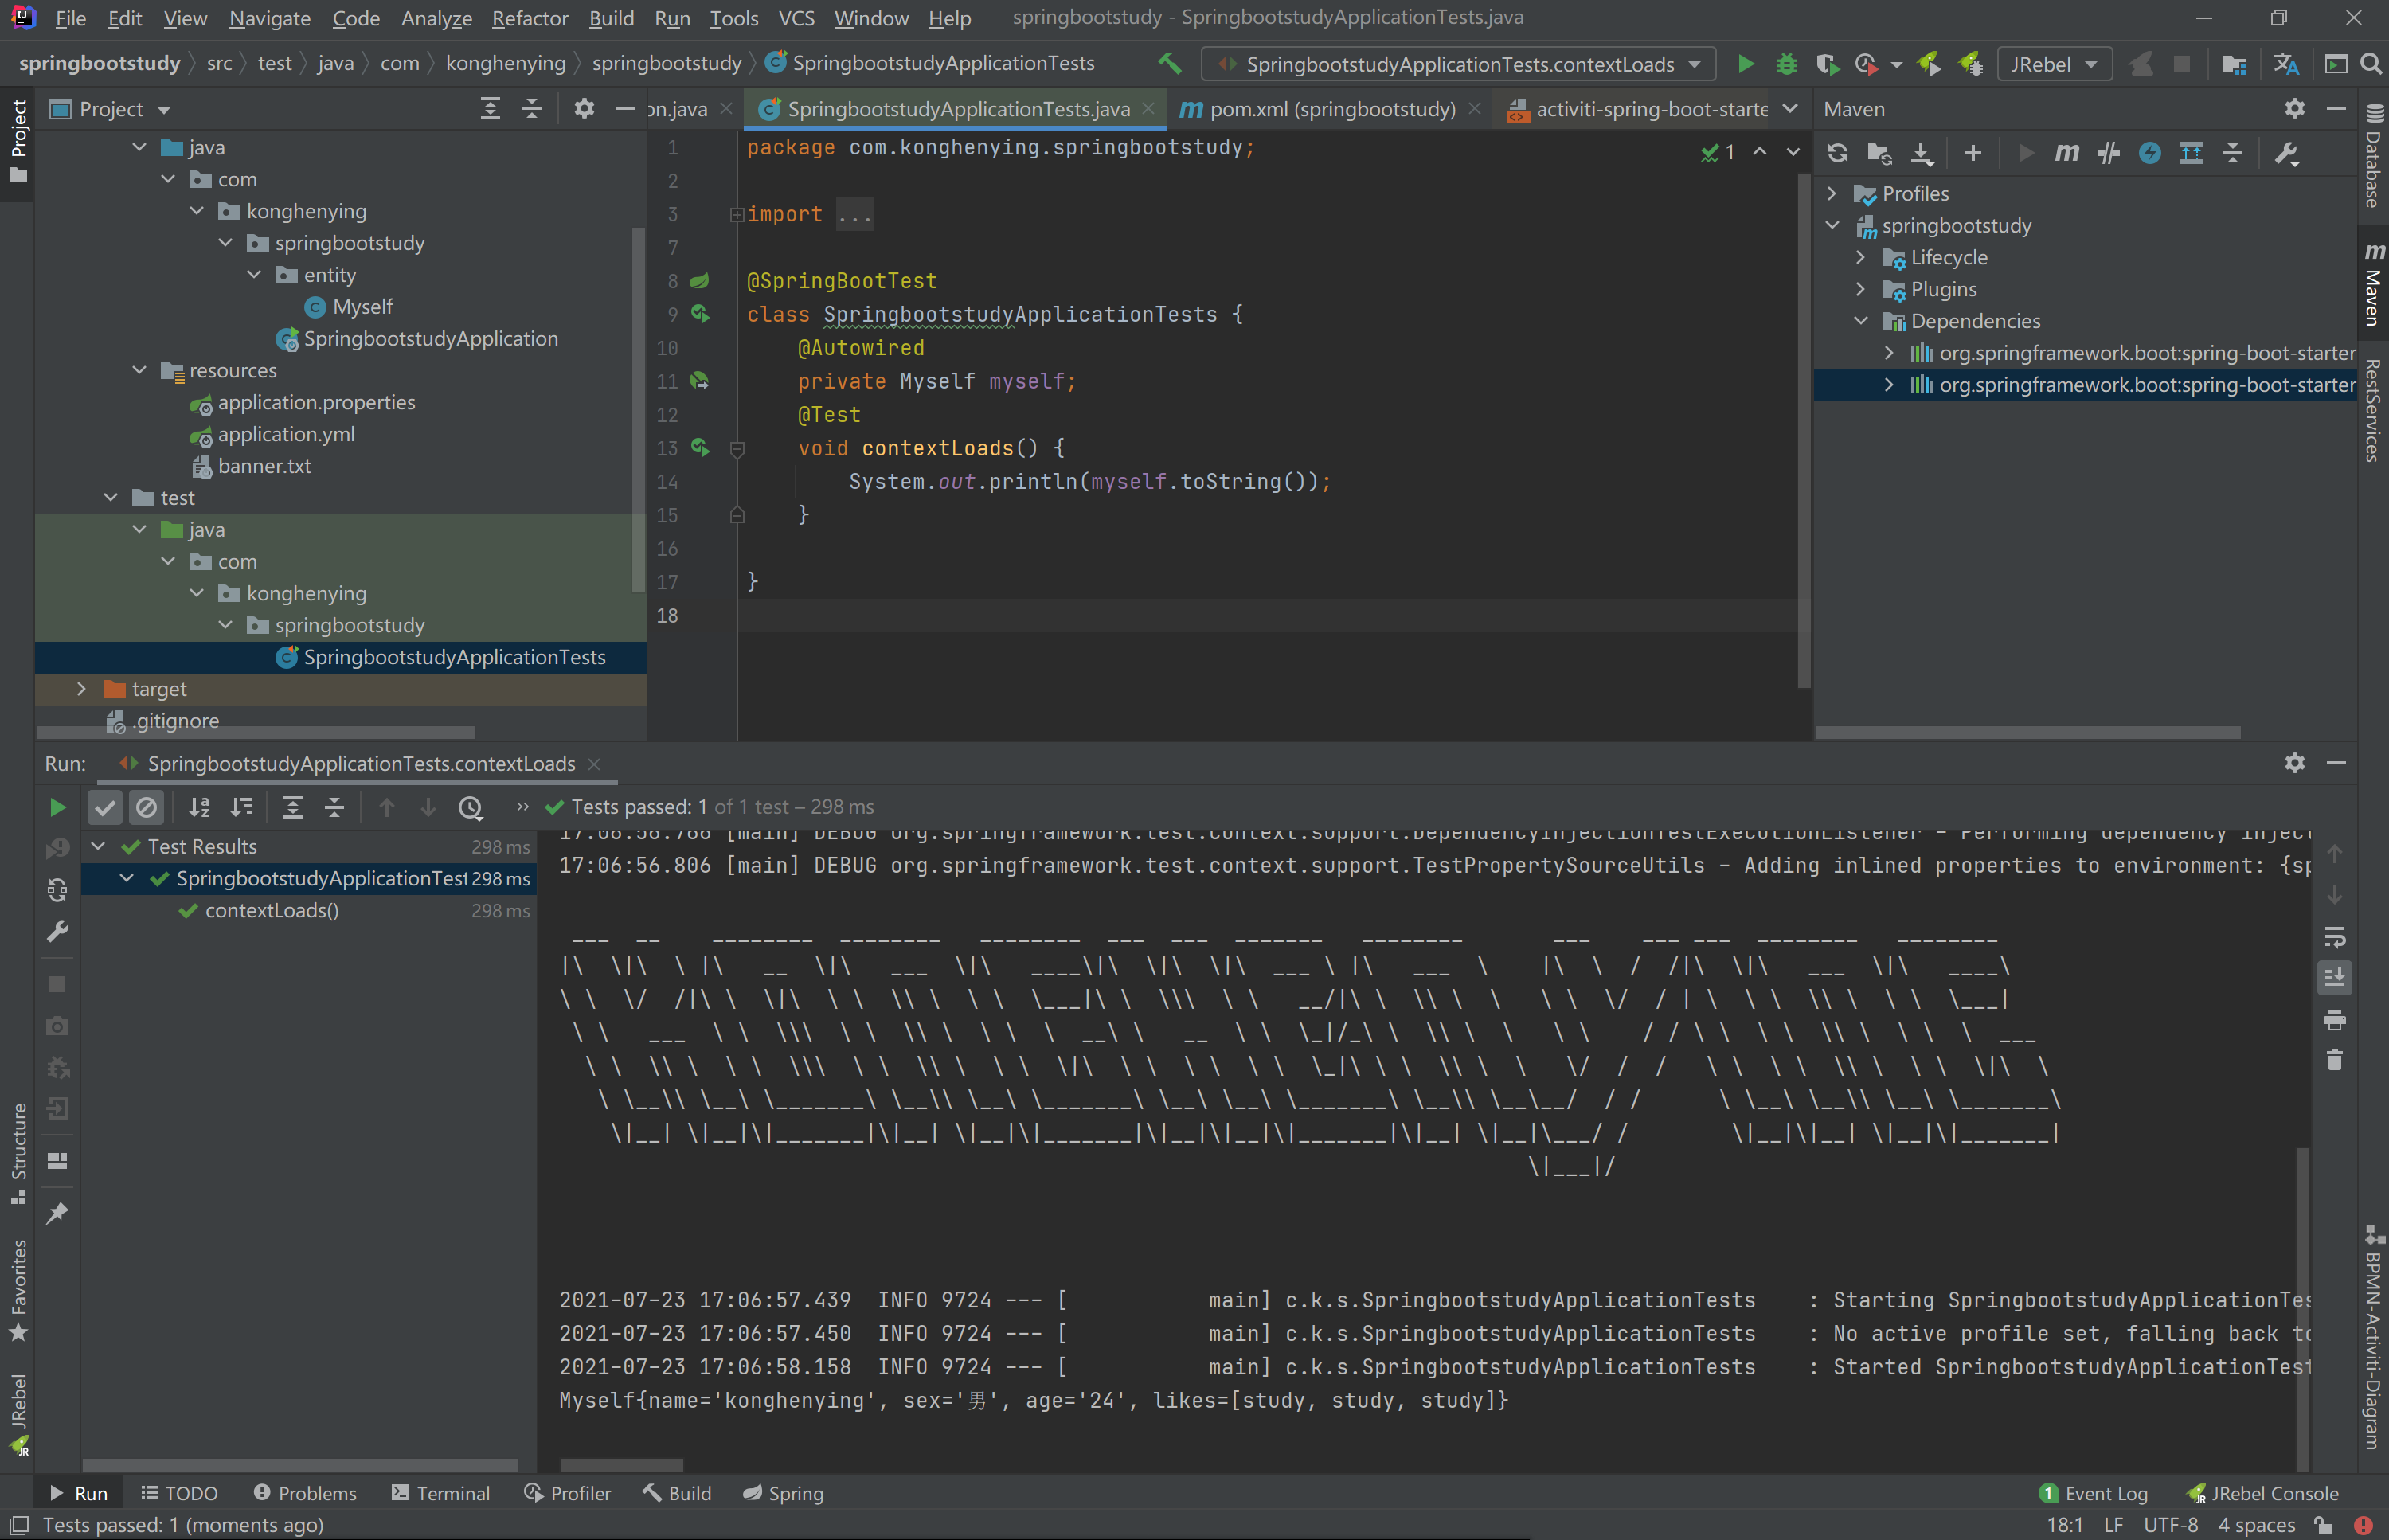 File Edit View Navigate Code Analyze Refactor Build Run Tools VCS Window Help springbootstudy - SpringbootstudyApplicationTests.java
springbootstudy src test java com konghenying springbootstudy SpringbootstudyApplicationTests SpringbootstudyApplicationTests.contextLoads JRebel
Project
on.java SpringbootstudyApplicationTests.java pom.xml (springbootstudy) activiti-spring-boot-starte
Maven
java
com
konghenying
springbootstudy
entity
Myself
SpringbootstudyApplication
resources
application.properties
application.yml
banner.txt
test
java
com
konghenying
springbootstudy
SpringbootstudyApplicationTests
target
.gitignore
1 package com.konghenying.springbootstudy;
2
3 import ...
7
8 @SpringBootTest
9 class SpringbootstudyApplicationTests {
10 @Autowired
11 private Myself myself;
12 @Test
13 void contextLoads() {
14 System.out.println(myself.toString());
15 }
16
17 }
18
1
Profiles
springbootstudy
Lifecycle
Plugins
Dependencies
org.springframework.boot:spring-boot-starter
org.springframework.boot:spring-boot-starter
Project
Structure
Favorites
JRebel
Database
Maven
RestServices
BPMN-Activiti-Diagram
Run: SpringbootstudyApplicationTests.contextLoads
Tests passed: 1 of 1 test – 298 ms
Test Results 298 ms
SpringbootstudyApplicationTest 298 ms
contextLoads() 298 ms
17:06:56.766 [main] DEBUG org.springframework.test.context.support.DependencyInjectionTestExecutionListener - Performing dependency inject
17:06:56.806 [main] DEBUG org.springframework.test.context.support.TestPropertySourceUtils - Adding inlined properties to environment: {sp
2021-07-23 17:06:57.439 INFO 9724 --- [ main] c.k.s.SpringbootstudyApplicationTests : Starting SpringbootstudyApplicationTes
2021-07-23 17:06:57.450 INFO 9724 --- [ main] c.k.s.SpringbootstudyApplicationTests : No active profile set, falling back to
2021-07-23 17:06:58.158 INFO 9724 --- [ main] c.k.s.SpringbootstudyApplicationTests : Started SpringbootstudyApplicationTest
Myself{name='konghenying', sex='男', age='24', likes=[study, study, study]}
Run TODO Problems Terminal Profiler Build Spring 1 Event Log JRebel Console
Tests passed: 1 (moments ago) 18:1 LF UTF-8 4 spaces